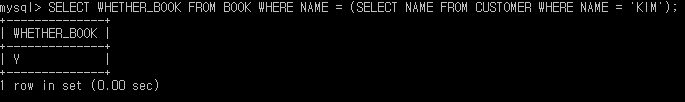 mysql> SELECT WHETHER_BOOK FROM BOOK WHERE NAME = (SELECT NAME FROM CUSTOMER WHERE NAME = 'KIM');
+--------------+
| WHETHER_BOOK |
+--------------+
| Y            |
+--------------+
1 row in set (0.00 sec)